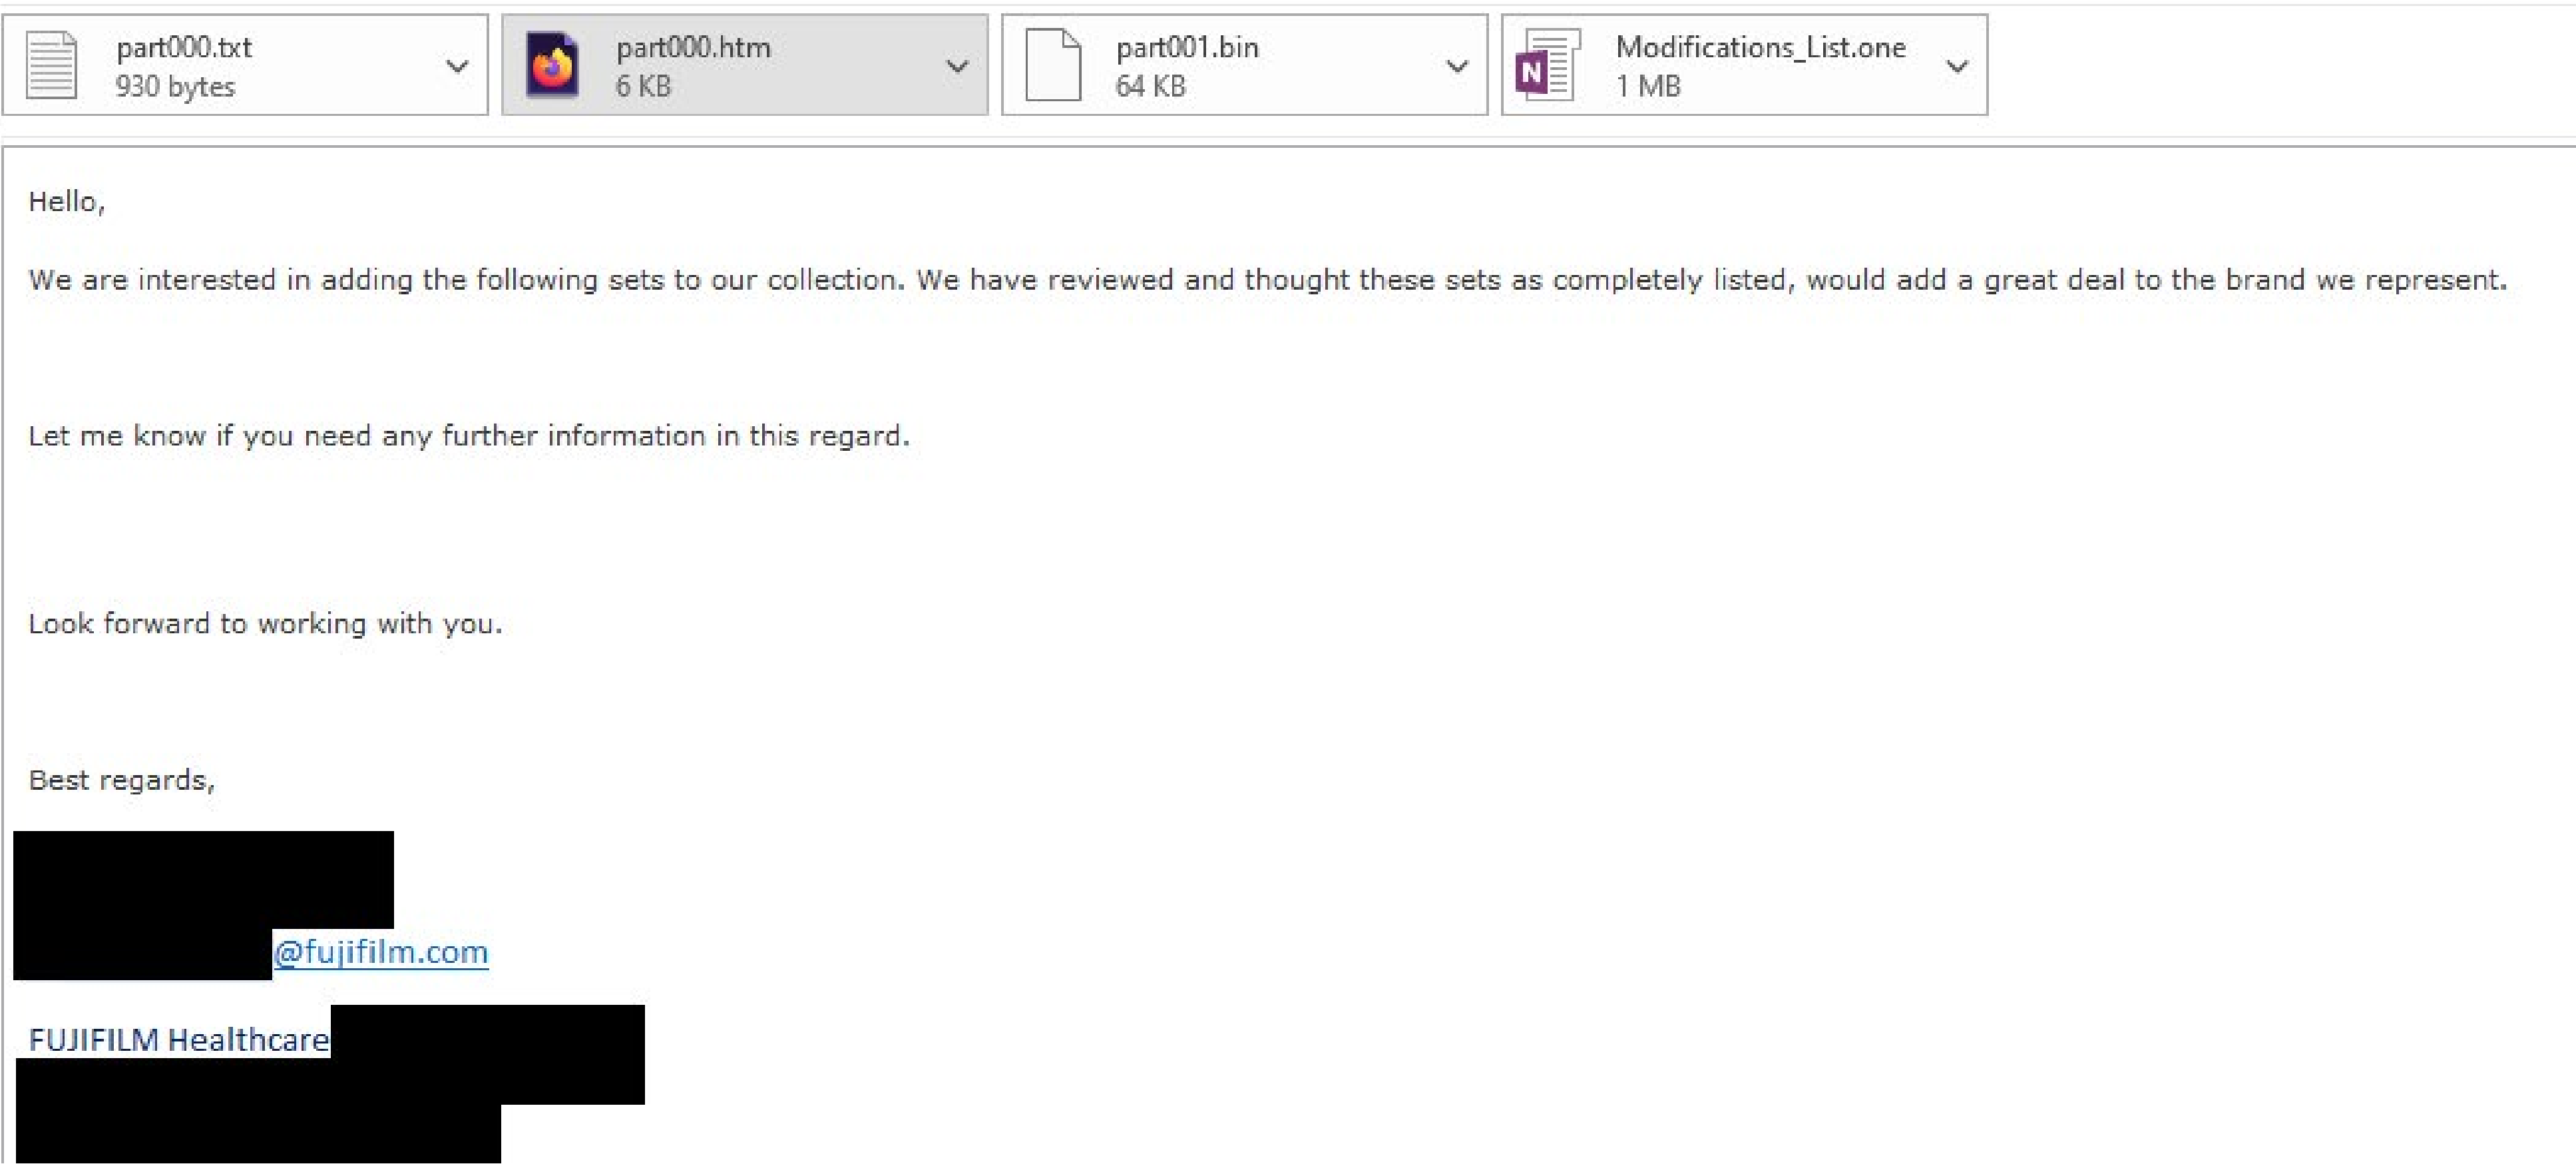 part000.txt
930 bytes
part000.htm
6 KB
part001.bin
64 KB
Modifications_List.one
1 MB
Hello,
We are interested in adding the following sets to our collection. We have reviewed and thought these sets as completely listed, would add a great deal to the brand we represent.
Let me know if you need any further information in this regard.
Look forward to working with you.
Best regards,
@fujifilm.com
FUJIFILM Healthcare